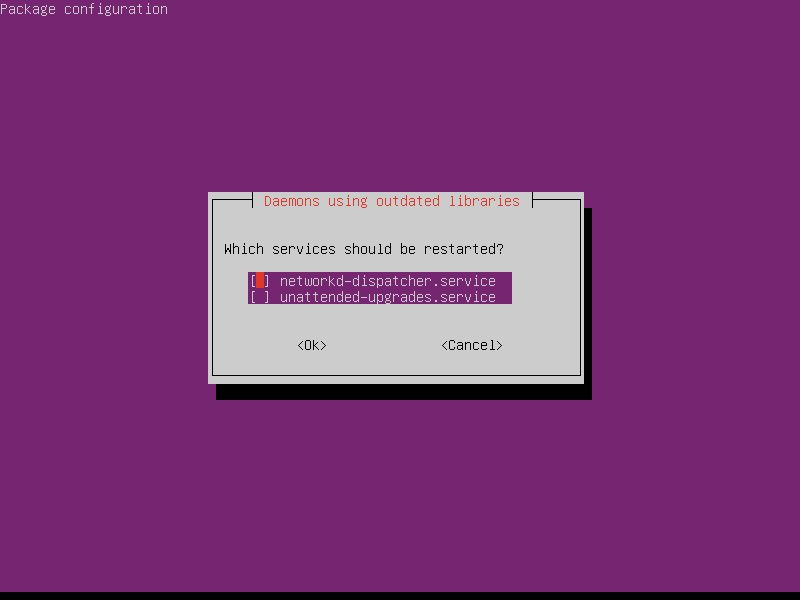 Package configuration
Daemons using outdated libraries
Which services should be restarted?
[ ] networkd-dispatcher.service
[ ] unattended-upgrades.service
<Ok> <Cancel>